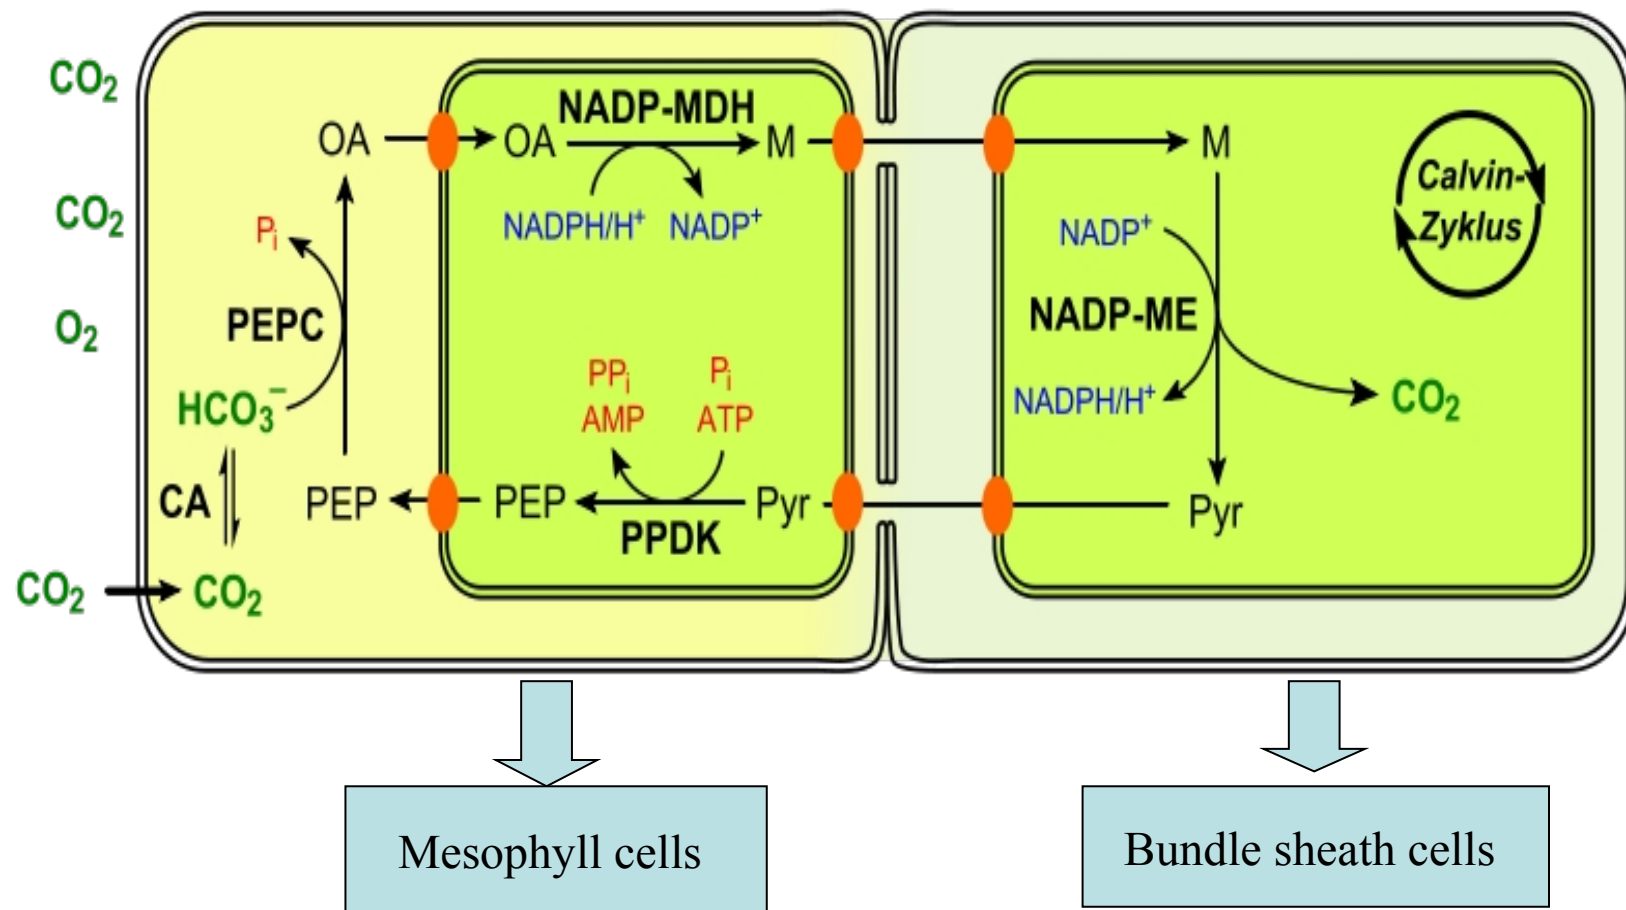 CO₂
CO₂
O₂
CO₂
CO₂
CA
HCO₃⁻
PEPC
Pᵢ
OA
PEP
OA
NADP-MDH
M
NADPH/H⁺ NADP⁺
PPᵢ Pᵢ
AMP ATP
PEP
Pyr
PPDK
M
NADP⁺
NADP-ME
NADPH/H⁺
CO₂
Pyr
Calvin-
Zyklus
Mesophyll cells
Bundle sheath cells